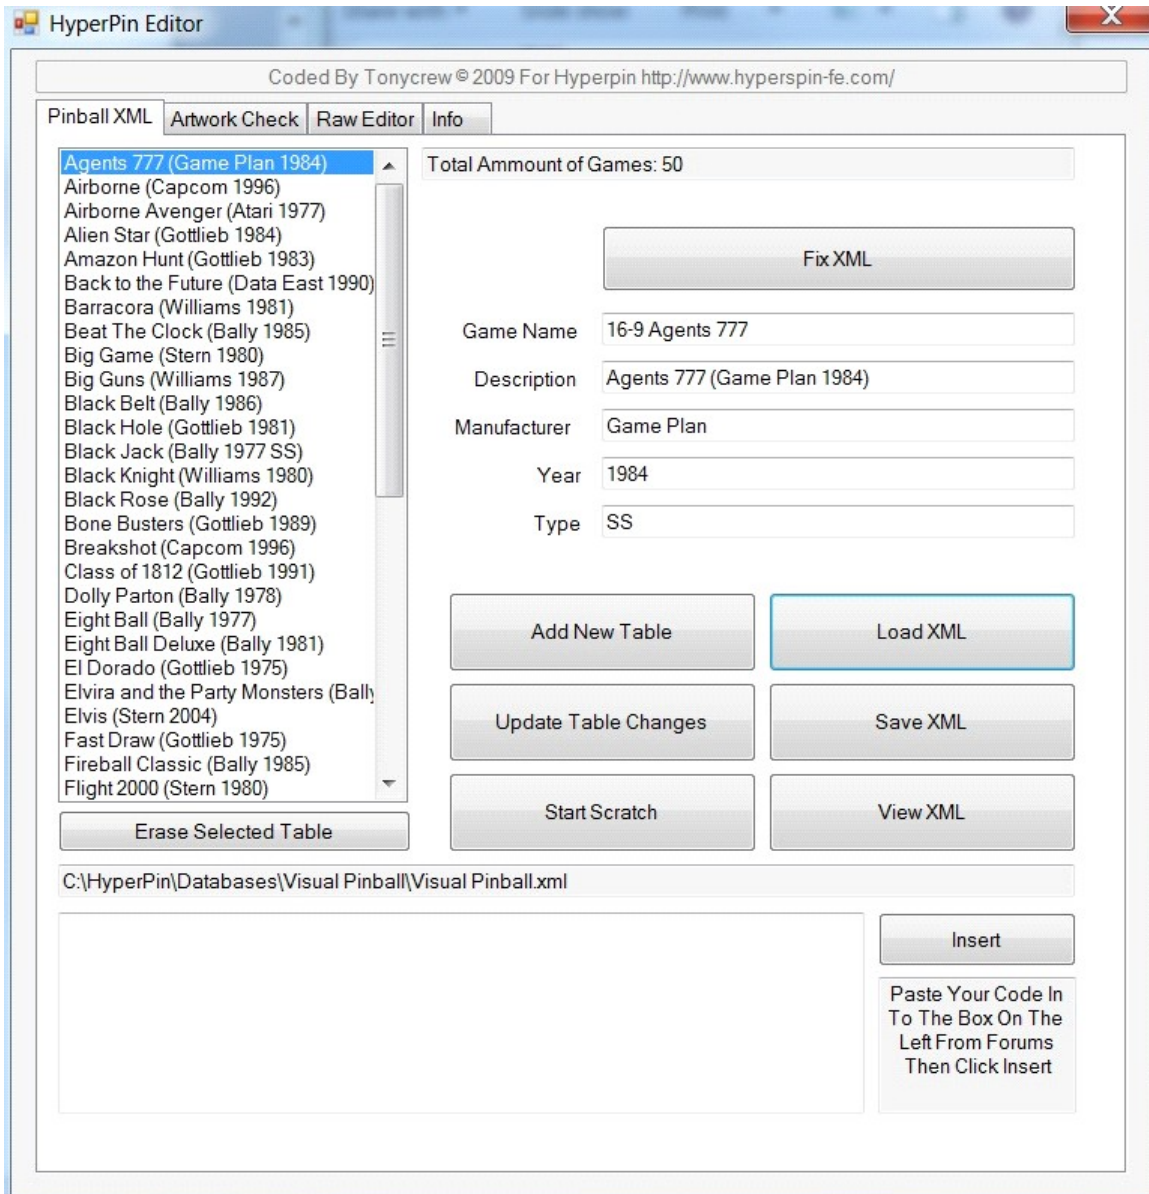 HyperPin Editor
Coded By Tonycrew © 2009 For Hyperpin http://www.hyperspin-fe.com/
Pinball XML
Artwork Check
Raw Editor
Info
Agents 777 (Game Plan 1984)
Airborne (Capcom 1996)
Airborne Avenger (Atari 1977)
Alien Star (Gottlieb 1984)
Amazon Hunt (Gottlieb 1983)
Back to the Future (Data East 1990)
Barracora (Williams 1981)
Beat The Clock (Bally 1985)
Big Game (Stern 1980)
Big Guns (Williams 1987)
Black Belt (Bally 1986)
Black Hole (Gottlieb 1981)
Black Jack (Bally 1977 SS)
Black Knight (Williams 1980)
Black Rose (Bally 1992)
Bone Busters (Gottlieb 1989)
Breakshot (Capcom 1996)
Class of 1812 (Gottlieb 1991)
Dolly Parton (Bally 1978)
Eight Ball (Bally 1977)
Eight Ball Deluxe (Bally 1981)
El Dorado (Gottlieb 1975)
Elvira and the Party Monsters (Bally
Elvis (Stern 2004)
Fast Draw (Gottlieb 1975)
Fireball Classic (Bally 1985)
Flight 2000 (Stern 1980)
Erase Selected Table
Total Ammount of Games: 50
Fix XML
Game Name 16-9 Agents 777
Description Agents 777 (Game Plan 1984)
Manufacturer Game Plan
Year 1984
Type SS
Add New Table
Load XML
Update Table Changes
Save XML
Start Scratch
View XML
C:\HyperPin\Databases\Visual Pinball\Visual Pinball.xml
Insert
Paste Your Code In
To The Box On The
Left From Forums
Then Click Insert